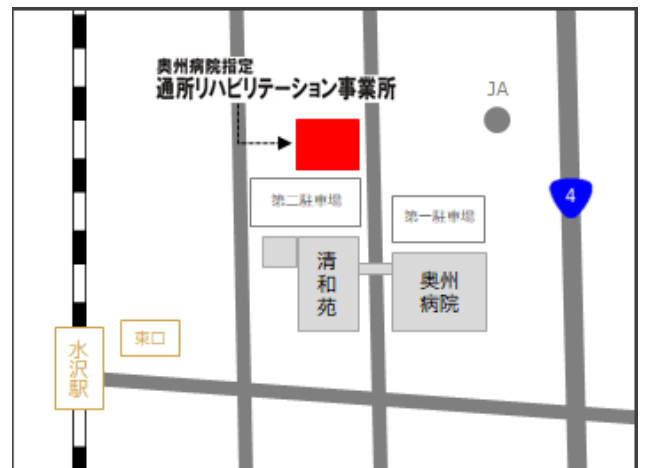 奥州病院指定
通所リハビリテーション事業所
JA
4
第二駐車場
第一駐車場
清和苑
奥州
病院
東口
水沢駅